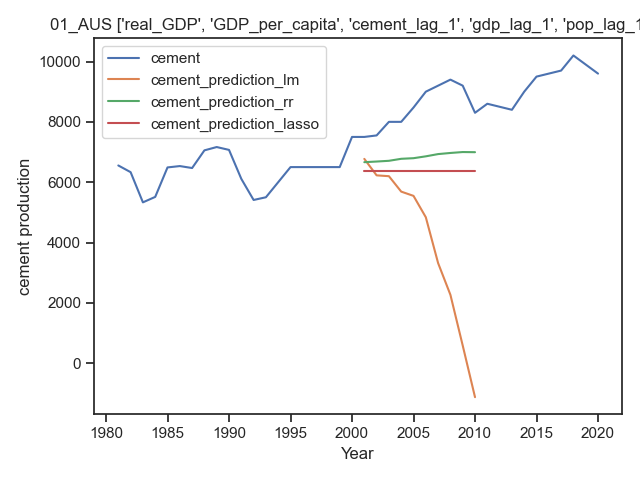 01_AUS ['real_GDP', 'GDP_per_capita', 'cement_lag_1', 'gdp_lag_1', 'pop_lag_1
cement
cement_prediction_lm
cement_prediction_rr
cement_prediction_lasso
10000
8000
6000
4000
2000
0
cement production
1980 1985 1990 1995 2000 2005 2010 2015 2020
Year